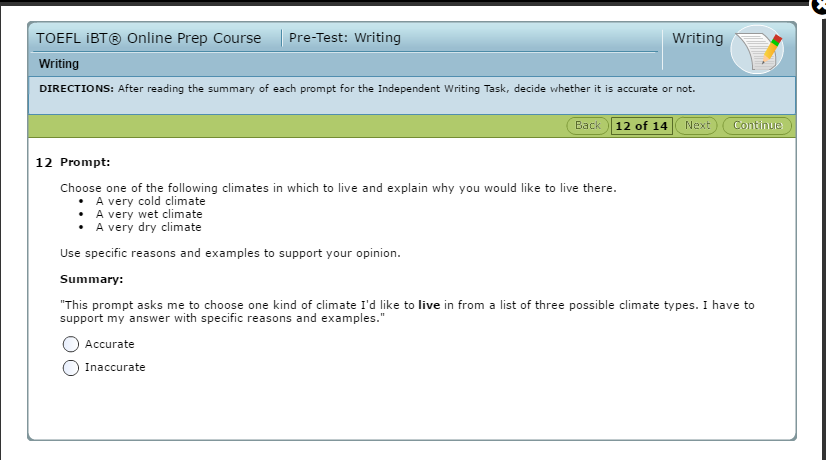 TOEFL iBT® Online Prep Course Pre-Test: Writing Writing
Writing
DIRECTIONS: After reading the summary of each prompt for the Independent Writing Task, decide whether it is accurate or not.
Back 12 of 14 Next Continue
12 Prompt:
Choose one of the following climates in which to live and explain why you would like to live there.
• A very cold climate
• A very wet climate
• A very dry climate
Use specific reasons and examples to support your opinion.
Summary:
"This prompt asks me to choose one kind of climate I'd like to live in from a list of three possible climate types. I have to
support my answer with specific reasons and examples."
Accurate
Inaccurate